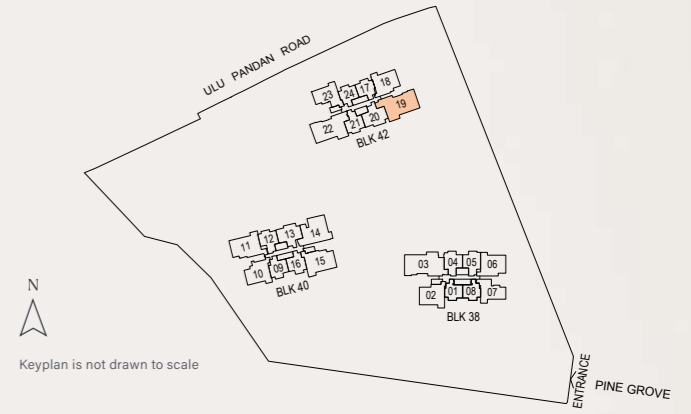 ULU PANDAN ROAD
23 24 17 18
22 21 20 19
BLK 42
11 12 13 14
10 09 16 15
BLK 40
03 04 05 06
02 01 08 07
BLK 38
N
Keyplan is not drawn to scale
ENTRANCE
PINE GROVE